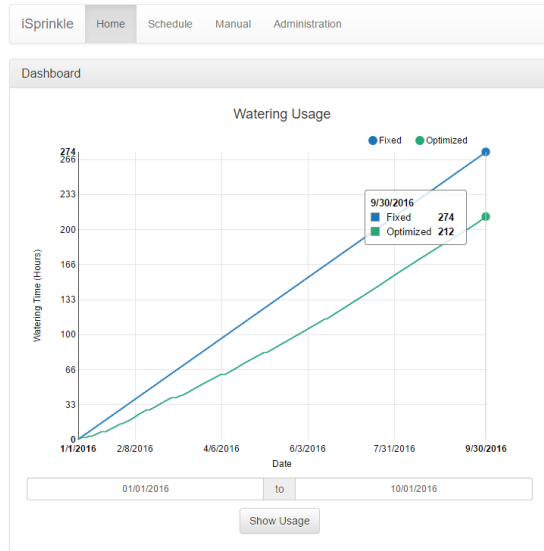 iSprinkle Home Schedule Manual Administration
Dashboard
Watering Usage
Fixed Optimized
274
266
233
200
166
133
100
66
33
0
Watering Time (Hours)
9/30/2016
Fixed 274
Optimized 212
1/1/2016 2/8/2016 4/6/2016 6/3/2016 7/31/2016 9/30/2016
Date
01/01/2016 to 10/01/2016
Show Usage